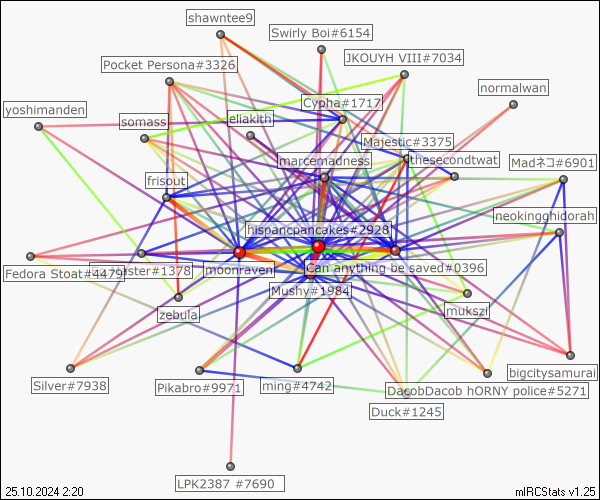 shawntee9
Swirly Boi#6154
JKOUYH VIII#7034
Pocket Persona#3326
normalwan
Cypha#1717
yoshimanden
somass
eliakith
Majestic#3375
marcemadness
thesecondtwat
Madネコ#6901
frisout
neokingghidorah
hispancpancakes#2928
Fedora Stoat#4479
aster#1378
moonraven
Can anything be saved#0396
Mushy#1984
zebula
mukszi
bigcitysamurai
Silver#7938
Pikabro#9971
ming#4742
DacobDacob hORNY police#5271
Duck#1245
LPK2387 #7690
25.10.2024 2:20
mIRCStats v1.25